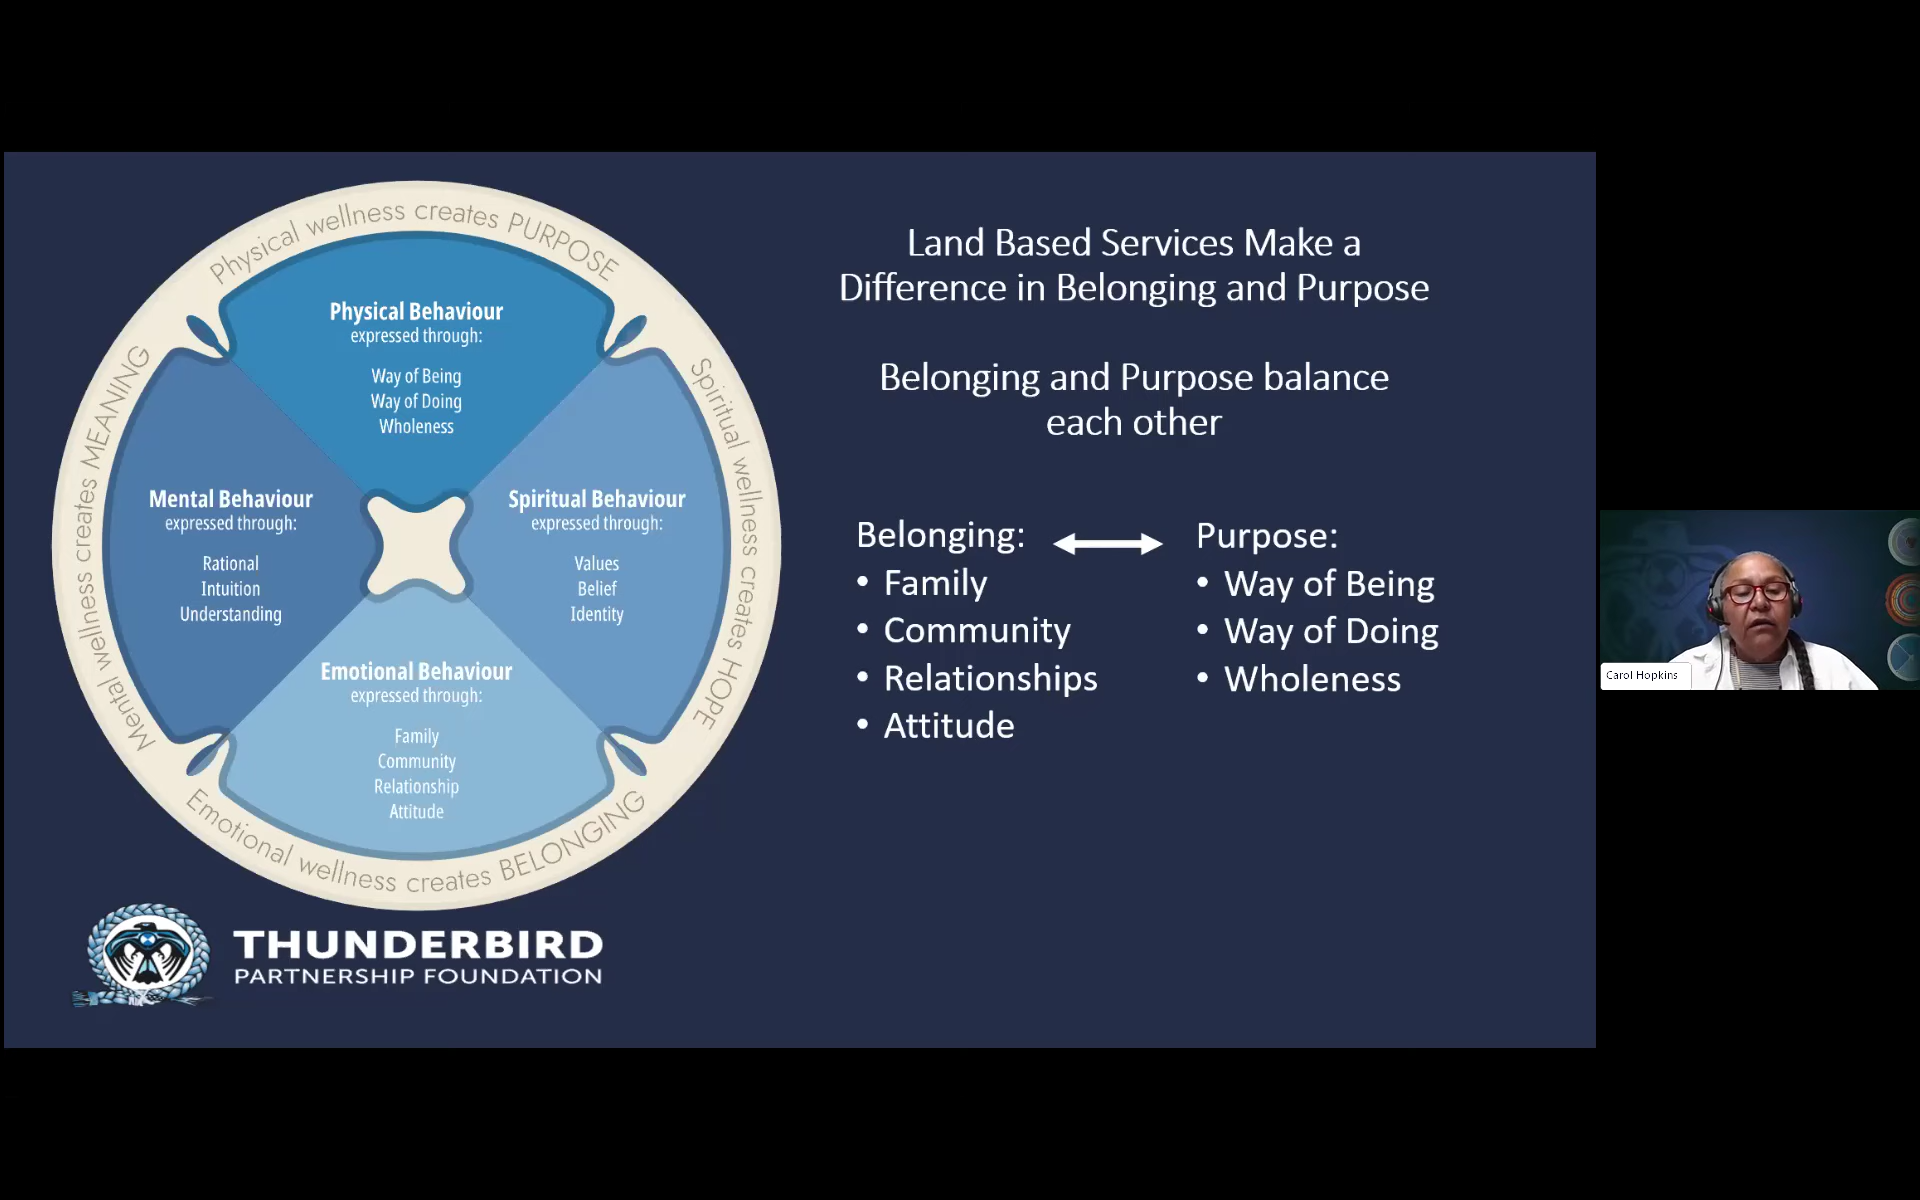 Physical wellness creates PURPOSE
Spiritual wellness creates HOPE
Emotional wellness creates BELONGING
Mental wellness creates MEANING
Physical Behaviour
expressed through:
Way of Being
Way of Doing
Wholeness
Mental Behaviour
expressed through:
Rational
Intuition
Understanding
Spiritual Behaviour
expressed through:
Values
Belief
Identity
Emotional Behaviour
expressed through:
Family
Community
Relationship
Attitude
THUNDERBIRD
PARTNERSHIP FOUNDATION
Land Based Services Make a
Difference in Belonging and Purpose
Belonging and Purpose balance
each other
Belonging:
• Family
• Community
• Relationships
• Attitude
Purpose:
• Way of Being
• Way of Doing
• Wholeness
Carol Hopkins